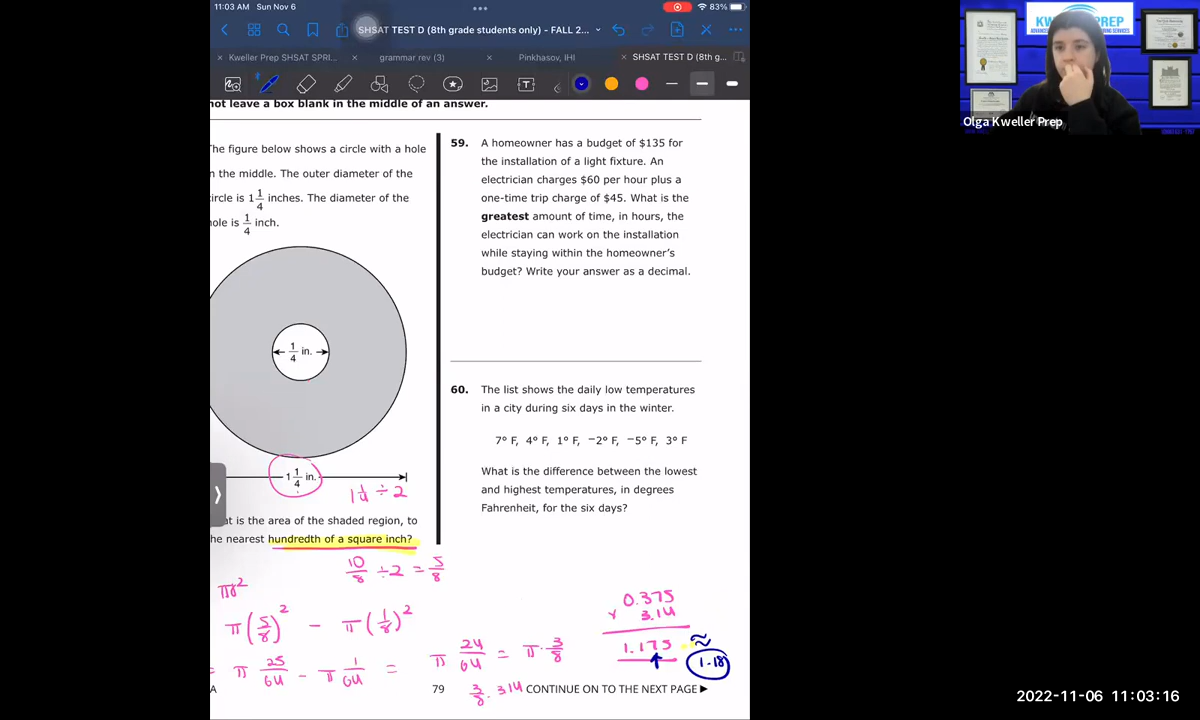 11:03 AM Sun Nov 6
83%
SHSAT TEST D (8th grade students only) - FALL 2...
Kweller Prep SHSAT SPRI...
grammar rev (3)
Pinkhasov, IHI
SHSAT TEST D (8th g...
not leave a box blank in the middle of an answer.
The figure below shows a circle with a hole
n the middle. The outer diameter of the
ircle is 1 1/4 inches. The diameter of the
hole is 1/4 inch.
1/4 in.
1 1/4 in.
1 1/4 ÷ 2
at is the area of the shaded region, to
he nearest hundredth of a square inch?
10/8 ÷ 2 = 5/8
πr²
π(5/8)² - π(1/8)²
= π 25/64 - π 1/64 =
π 24/64 = π · 3/8
3/8 · 3.14
0.375
x 3.14
1.175 ≈ 1.18
59. A homeowner has a budget of $135 for
the installation of a light fixture. An
electrician charges $60 per hour plus a
one-time trip charge of $45. What is the
greatest amount of time, in hours, the
electrician can work on the installation
while staying within the homeowner's
budget? Write your answer as a decimal.
60. The list shows the daily low temperatures
in a city during six days in the winter.
7° F, 4° F, 1° F, −2° F, −5° F, 3° F
What is the difference between the lowest
and highest temperatures, in degrees
Fahrenheit, for the six days?
A
79
CONTINUE ON TO THE NEXT PAGE ►
Olga Kweller Prep
2022-11-06 11:03:16